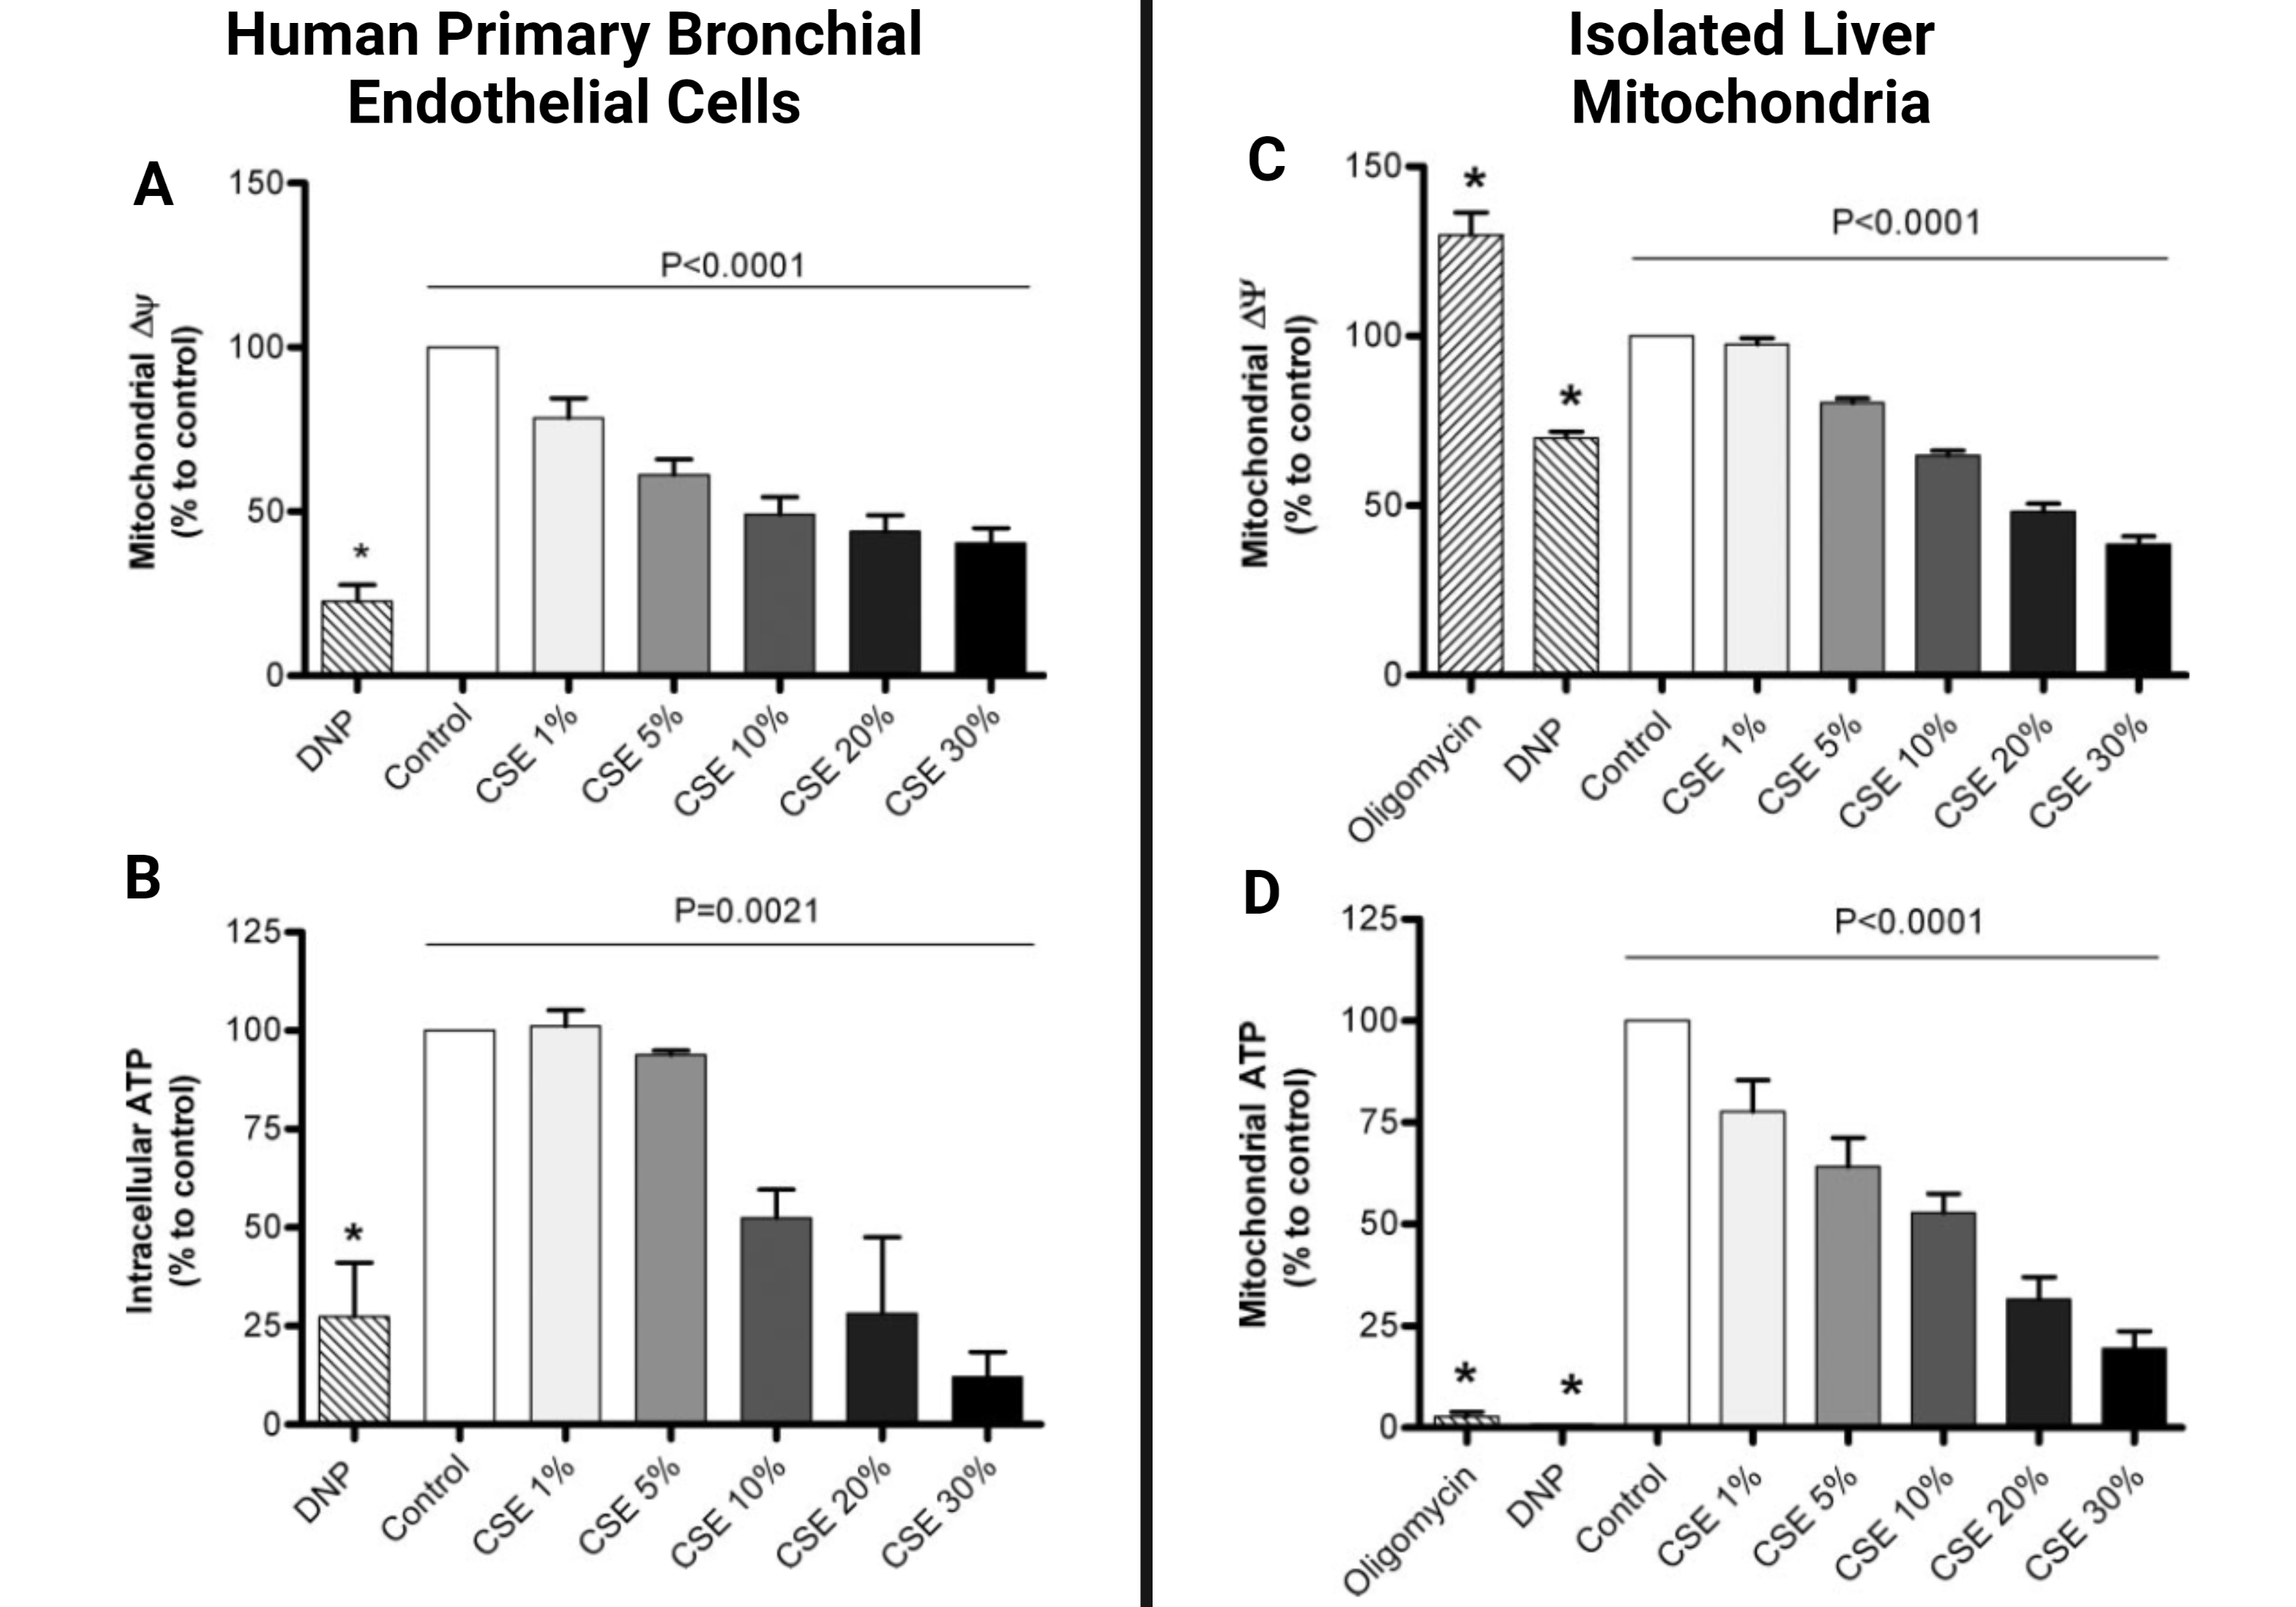 Human Primary Bronchial
Endothelial Cells
A
150
100
50
0
Mitochondrial Δψ
(% to control)
P<0.0001
*
DNP
Control
CSE 1%
CSE 5%
CSE 10%
CSE 20%
CSE 30%
B
125
100
75
50
25
0
Intracellular ATP
(% to control)
P=0.0021
*
DNP
Control
CSE 1%
CSE 5%
CSE 10%
CSE 20%
CSE 30%
Isolated Liver
Mitochondria
C
150
100
50
0
Mitochondrial ΔΨ
(% to control)
P<0.0001
*
*
Oligomycin
DNP
Control
CSE 1%
CSE 5%
CSE 10%
CSE 20%
CSE 30%
D
125
100
75
50
25
0
Mitochondrial ATP
(% to control)
P<0.0001
*
*
Oligomycin
DNP
Control
CSE 1%
CSE 5%
CSE 10%
CSE 20%
CSE 30%